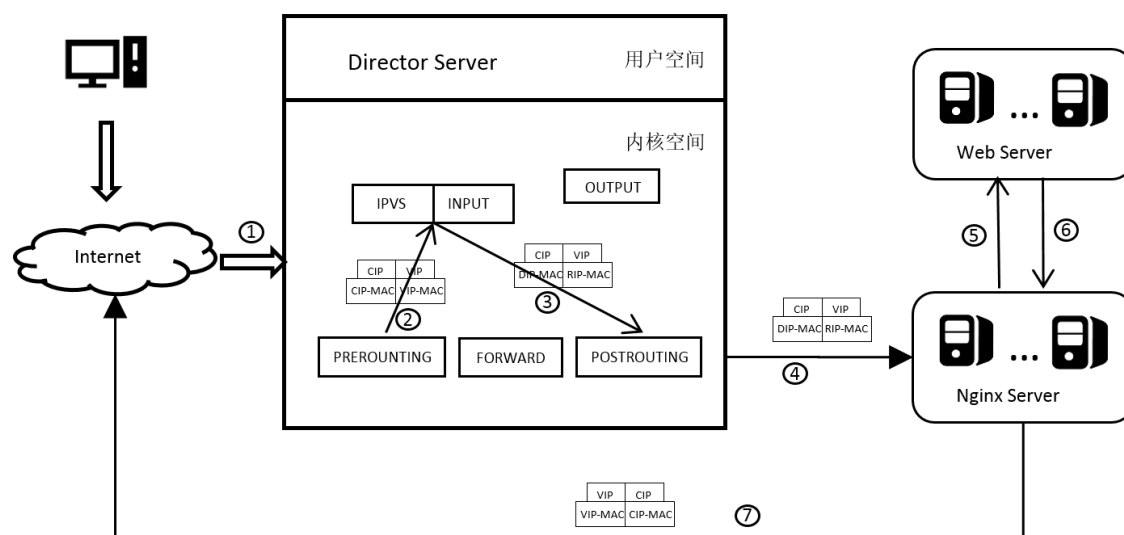 Director Server 用户空间
内核空间
OUTPUT
IPVS INPUT
Web Server
Internet
①
CIP VIP
CIP-MAC VIP-MAC
②
CIP VIP
DIP-MAC RIP-MAC
③
PREROUNTING FORWARD POSTROUTING
CIP VIP
DIP-MAC RIP-MAC
④
⑤ ⑥
Nginx Server
VIP CIP
VIP-MAC CIP-MAC
⑦